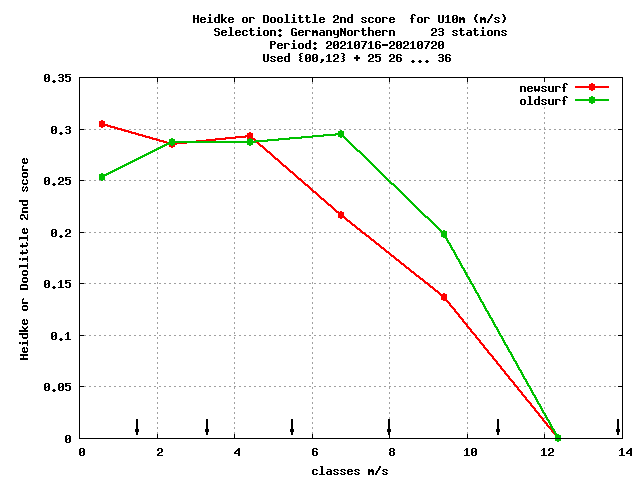 Heidke or Doolittle 2nd score  for U10m (m/s)
Selection: GermanyNorthern     23 stations
Period: 20210716-20210720
Used {00,12} + 25 26 ... 36
newsurf
oldsurf
Heidke or Doolittle 2nd score
0.35
0.3
0.25
0.2
0.15
0.1
0.05
0
0 2 4 6 8 10 12 14
classes m/s